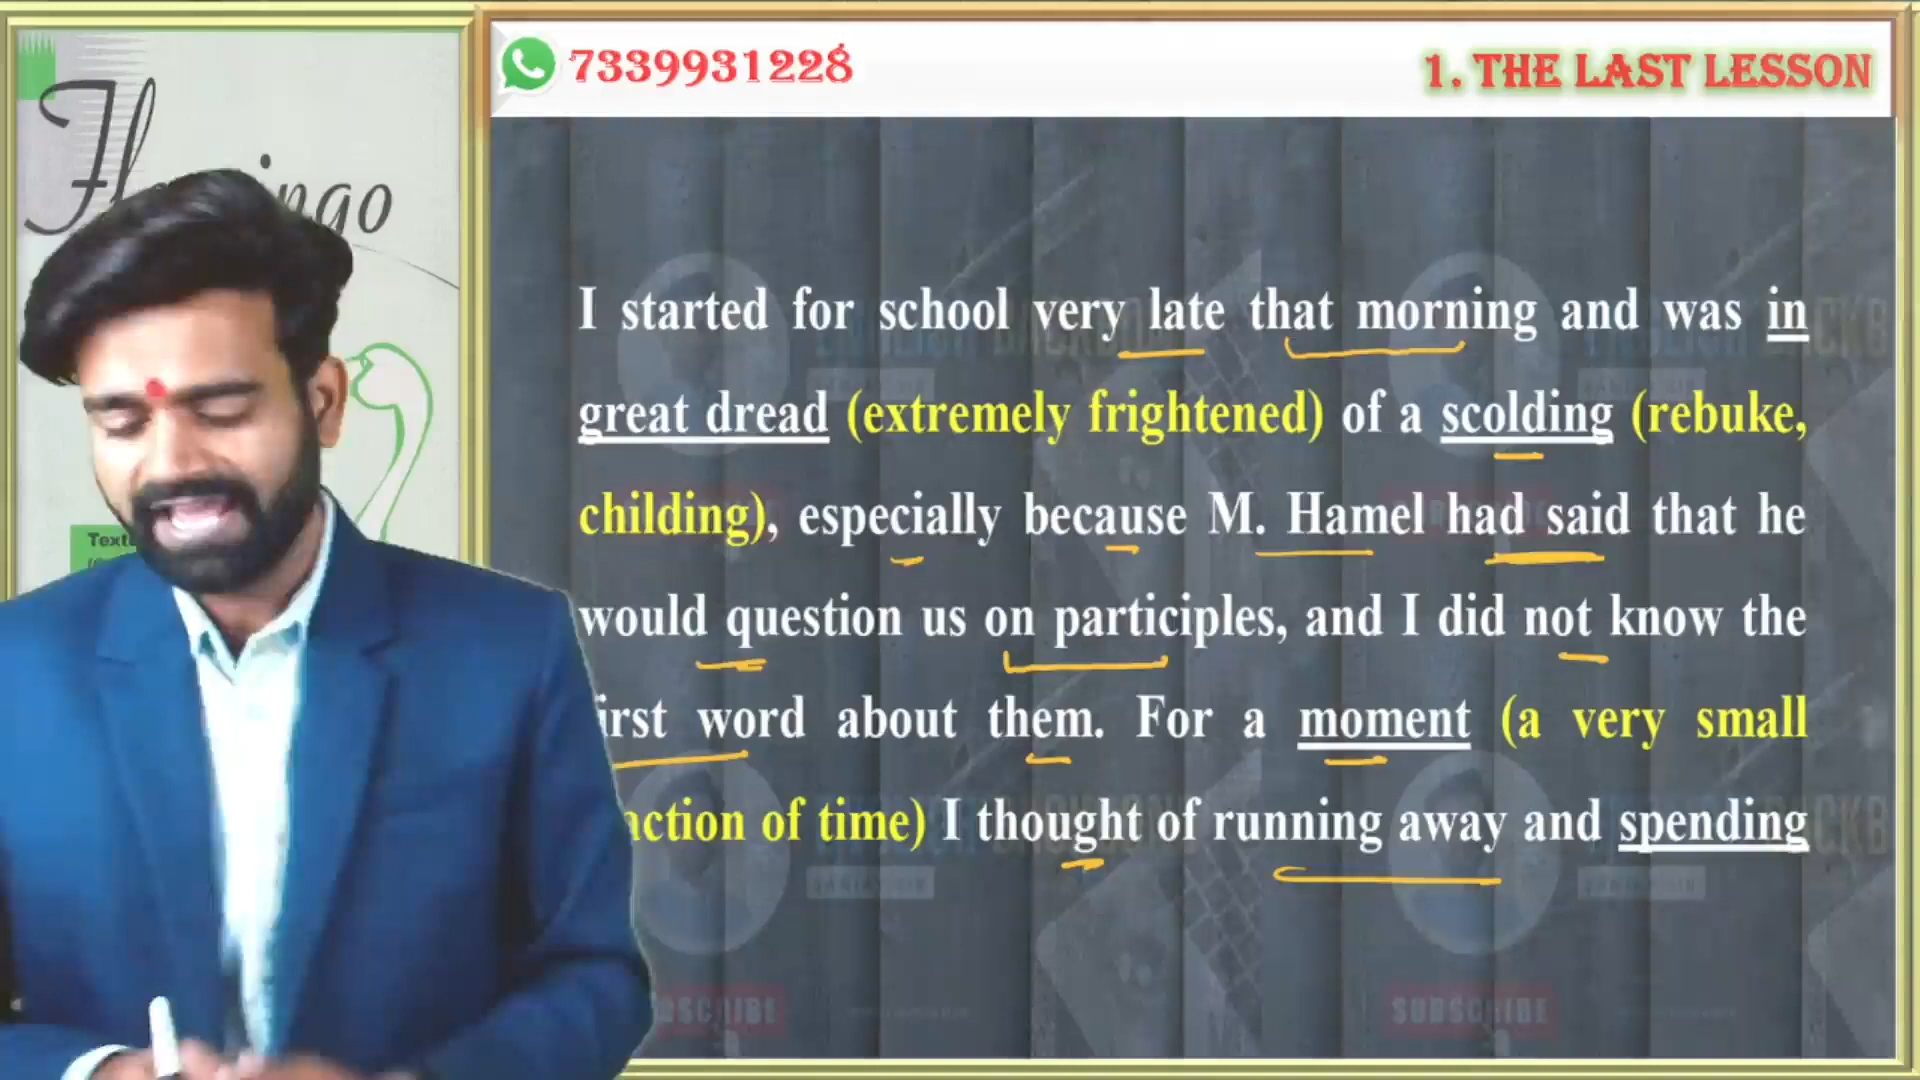 7339931228
1. THE LAST LESSON
I started for school very late that morning and was in
great dread (extremely frightened) of a scolding (rebuke,
childing), especially because M. Hamel had said that he
would question us on participles, and I did not know the
irst word about them. For a moment (a very small
action of time) I thought of running away and spending
SUBSCRIBE